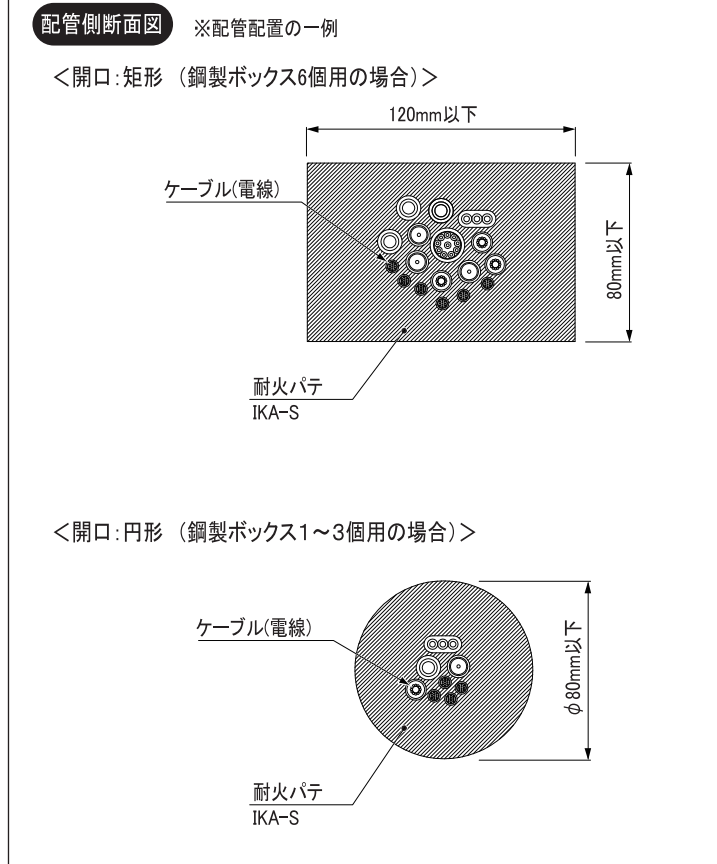 配管側断面図 ※配管配置の一例
＜開口:矩形 （鋼製ボックス6個用の場合）＞
120mm以下
ケーブル(電線)
80mm以下
耐火パテ
IKA-S
＜開口:円形 （鋼製ボックス1～3個用の場合）＞
ケーブル(電線)
φ80mm以下
耐火パテ
IKA-S